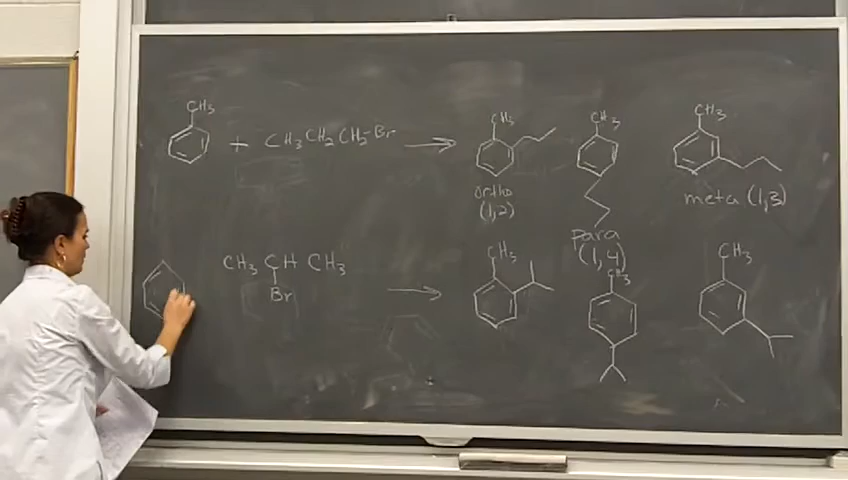 CH3 + CH3CH2CH2-Br → CH3 CH3 CH3
ortho (1,2)
para (1,4)
meta (1,3)
CH3 CH CH3 → CH3 CH3 CH3
Br